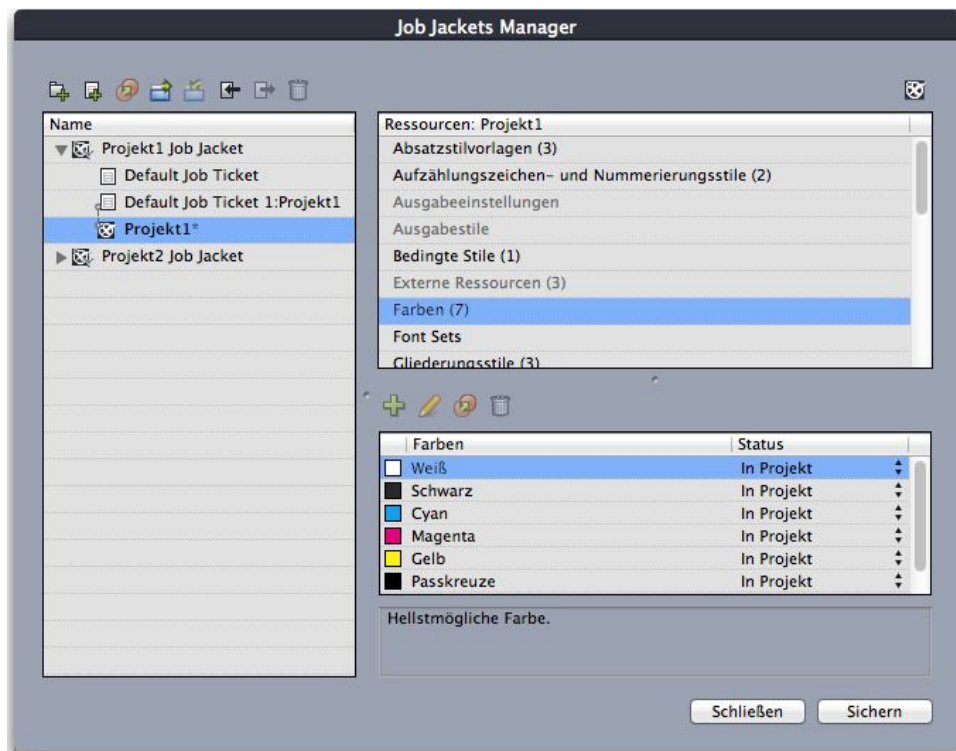 Job Jackets Manager
Name
Projekt1 Job Jacket
Default Job Ticket
Default Job Ticket 1:Projekt1
Projekt1*
Projekt2 Job Jacket
Ressourcen: Projekt1
Absatzstilvorlagen (3)
Aufzählungszeichen- und Nummerierungsstile (2)
Ausgabeeinstellungen
Ausgabestile
Bedingte Stile (1)
Externe Ressourcen (3)
Farben (7)
Font Sets
Gliederungsstile (3)
Farben Status
Weiß In Projekt
Schwarz In Projekt
Cyan In Projekt
Magenta In Projekt
Gelb In Projekt
Passkreuze In Projekt
Hellstmögliche Farbe.
Schließen Sichern